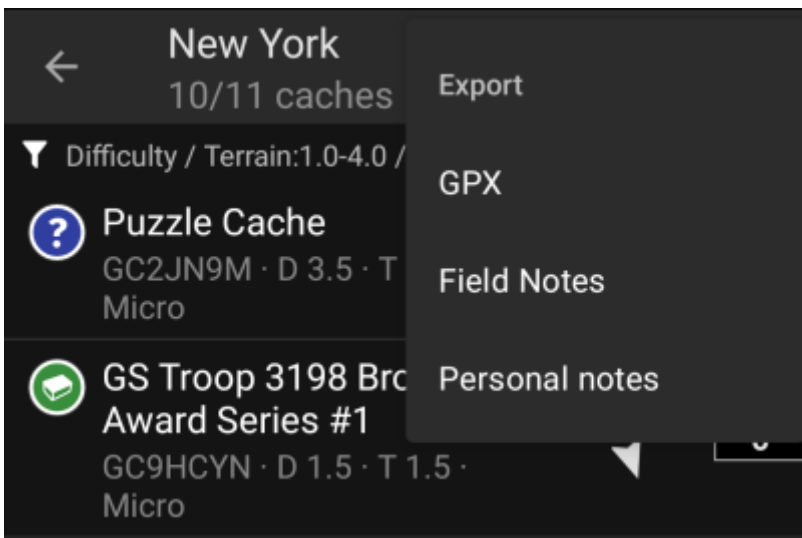 New York
10/11 caches
Difficulty / Terrain:1.0-4.0 /
Puzzle Cache
GC2JN9M · D 3.5 · T
Micro
GS Troop 3198 Bro
Award Series #1
GC9HCYN · D 1.5 · T 1.5 ·
Micro
Export
GPX
Field Notes
Personal notes